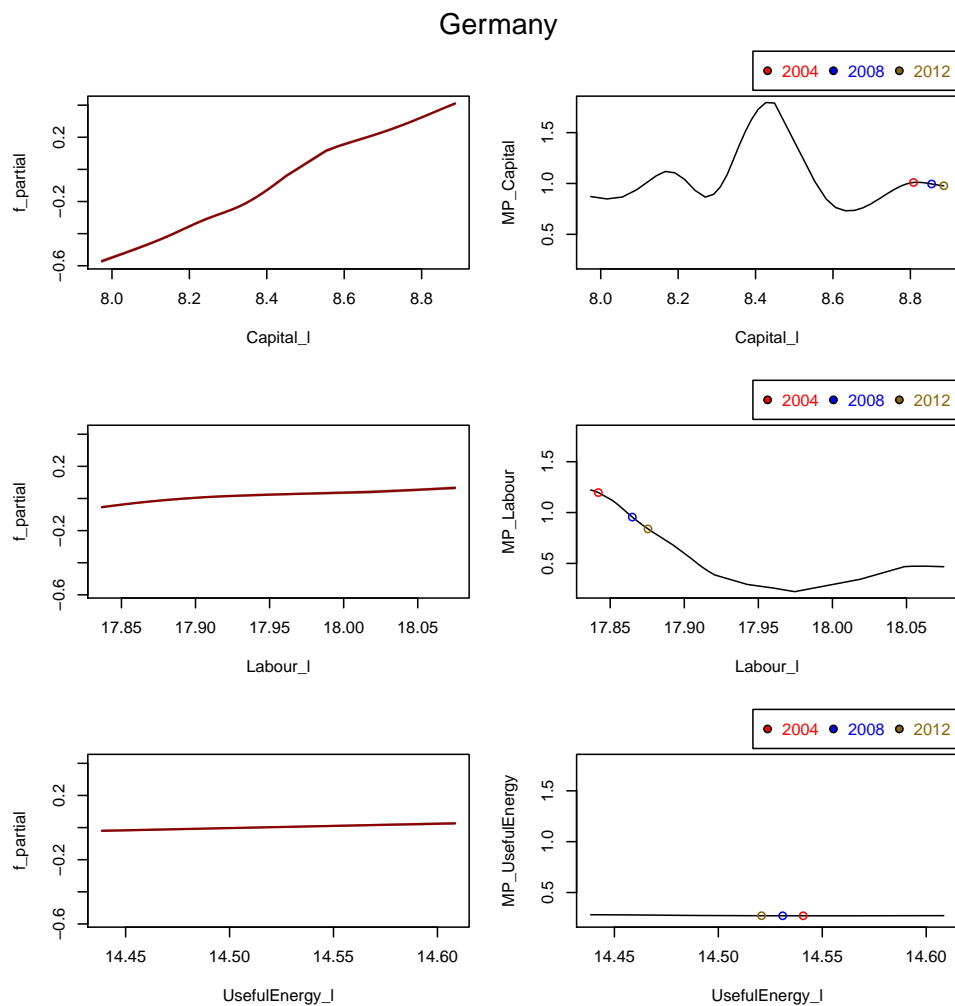 Germany
2004 2008 2012
f_partial
-0.6 -0.2 0.2
8.0 8.2 8.4 8.6 8.8
Capital_l
MP_Capital
0.5 1.0 1.5
8.0 8.2 8.4 8.6 8.8
Capital_l
2004 2008 2012
f_partial
-0.6 -0.2 0.2
17.85 17.90 17.95 18.00 18.05
Labour_l
MP_Labour
0.5 1.0 1.5
17.85 17.90 17.95 18.00 18.05
Labour_l
2004 2008 2012
f_partial
-0.6 -0.2 0.2
14.45 14.50 14.55 14.60
UsefulEnergy_l
MP_UsefulEnergy
0.5 1.0 1.5
14.45 14.50 14.55 14.60
UsefulEnergy_l